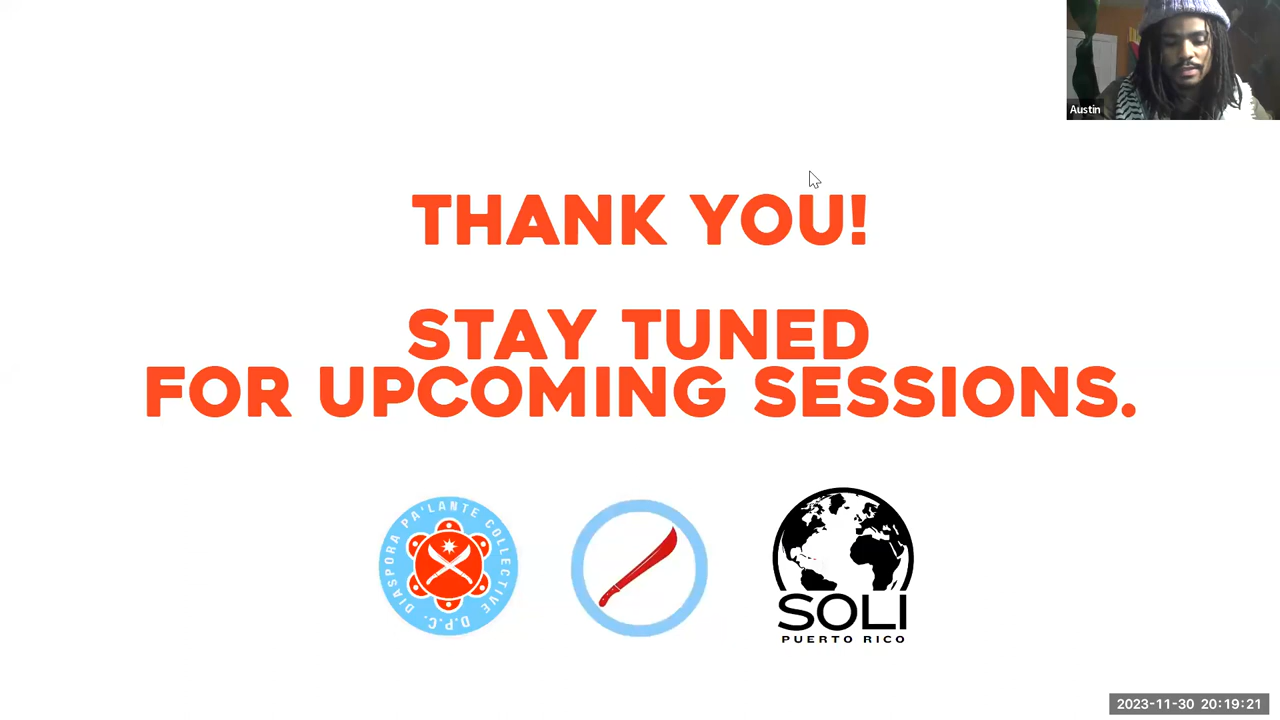 Austin
THANK YOU!
STAY TUNED
FOR UPCOMING SESSIONS.
DIASPORA PA'LANTE COLLECTIVE D.P.C.
SOLI
PUERTO RICO
2023-11-30 20:19:21